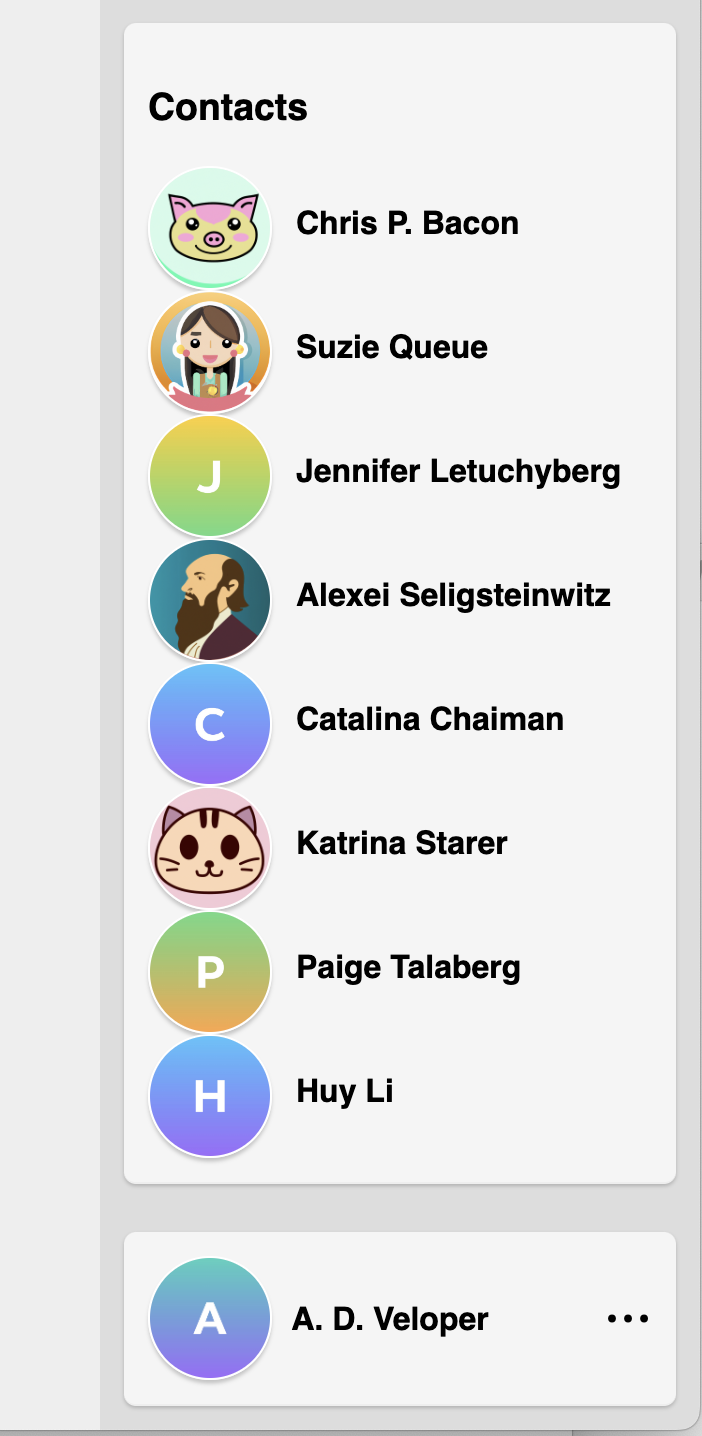 Contacts
Chris P. Bacon
Suzie Queue
J
Jennifer Letuchyberg
Alexei Seligsteinwitz
C
Catalina Chaiman
Katrina Starer
P
Paige Talaberg
H
Huy Li
A
A. D. Veloper